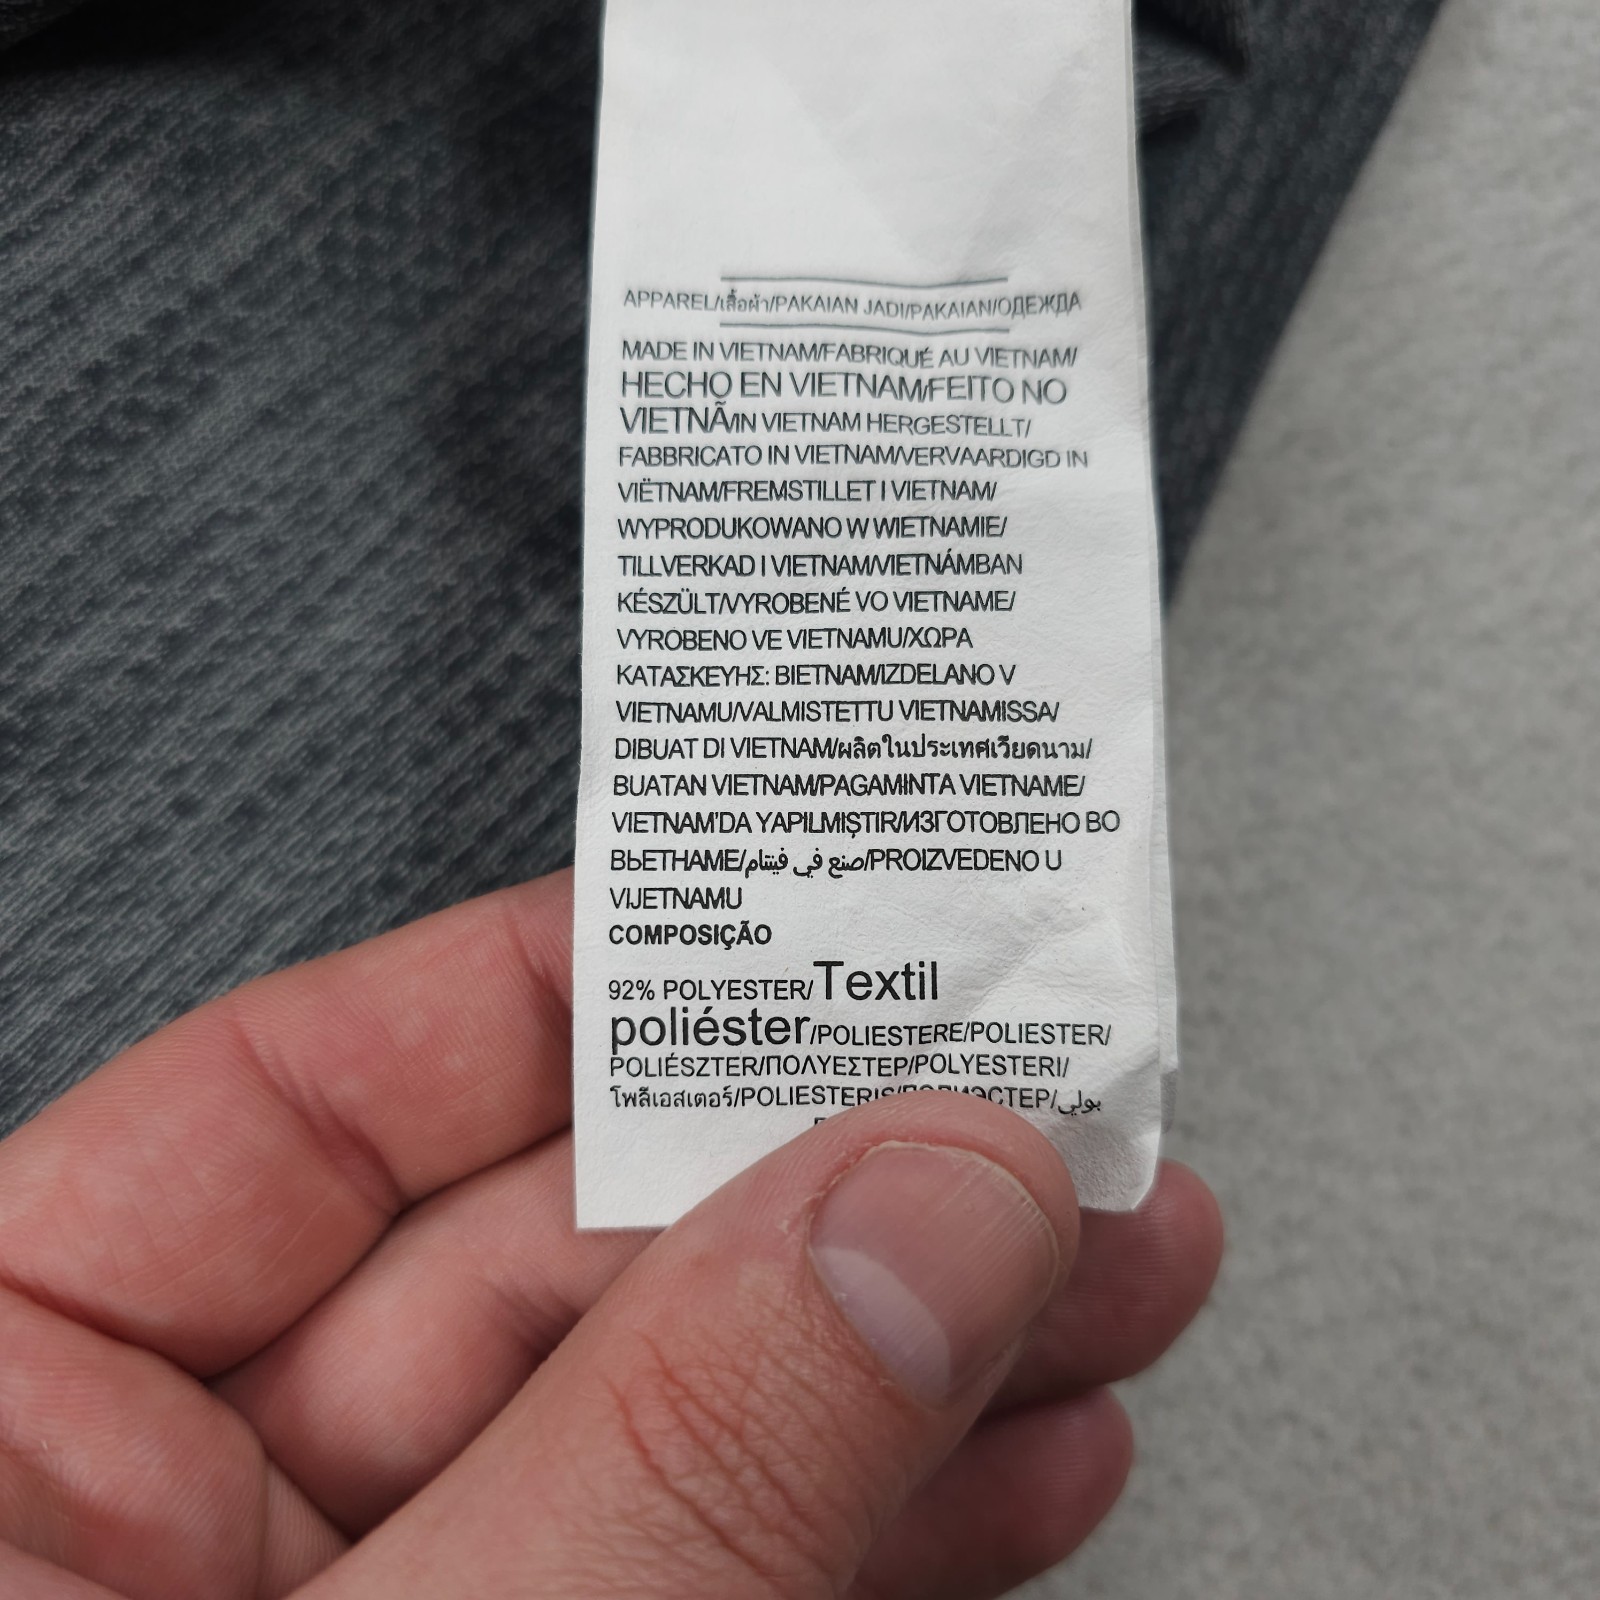 APPAREL/เสื้อผ้า/PAKAIAN JADI/PAKAIAN/ОДЕЖДА
MADE IN VIETNAM/FABRIQUÉ AU VIETNAM/
HECHO EN VIETNAM/FEITO NO
VIETNÃ/IN VIETNAM HERGESTELLT/
FABBRICATO IN VIETNAM/VERVAARDIGD IN
VIËTNAM/FREMSTILLET I VIETNAM/
WYPRODUKOWANO W WIETNAMIE/
TILLVERKAD I VIETNAM/VIETNÁMBAN
KÉSZÜLT/VYROBENÉ VO VIETNAME/
VYROBENO VE VIETNAMU/ΧΩΡΑ
ΚΑΤΑΣΚΕΥΗΣ: ΒΙΕΤΝΑΜ/IZDELANO V
VIETNAMU/VALMISTETTU VIETNAMISSA/
DIBUAT DI VIETNAM/ผลิตในประเทศเวียดนาม/
BUATAN VIETNAM/PAGAMINTA VIETNAME/
VIETNAM'DA YAPILMIŞTIR/ИЗГОТОВЛЕНО ВО
ВЬЕТНАМЕ/صنع في فيتنام/PROIZVEDENO U
VIJETNAMU
COMPOSIÇÃO
92% POLYESTER/Textil
poliéster/POLIESTERE/POLIESTER/
POLIÉSZTER/ΠΟΛΥΕΣΤΕΡ/POLYESTERI/
โพลีเอสเตอร์/POLIESTERIS/ПОЛИЭСТЕР/بولي